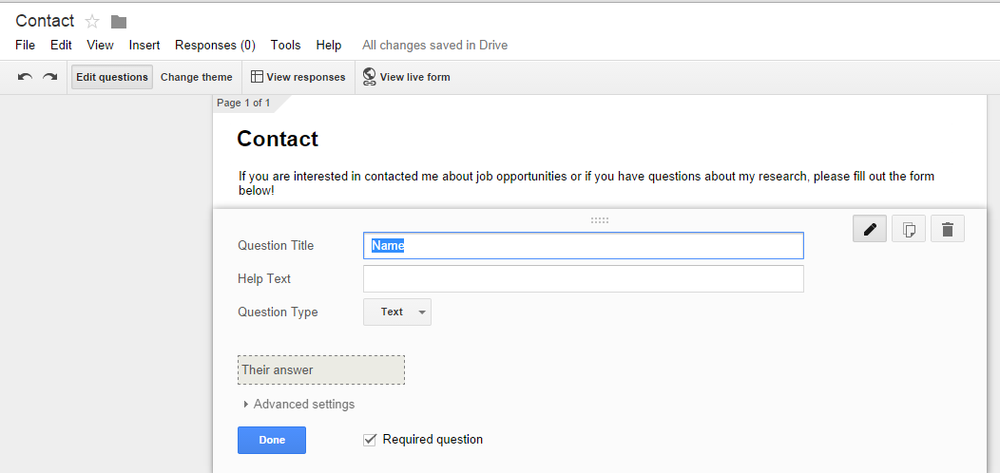 Contact
File Edit View Insert Responses (0) Tools Help All changes saved in Drive
Edit questions Change theme View responses View live form
Page 1 of 1
Contact
If you are interested in contacted me about job opportunities or if you have questions about my research, please fill out the form
below!
Question Title Name
Help Text
Question Type Text
Their answer
Advanced settings
Done Required question